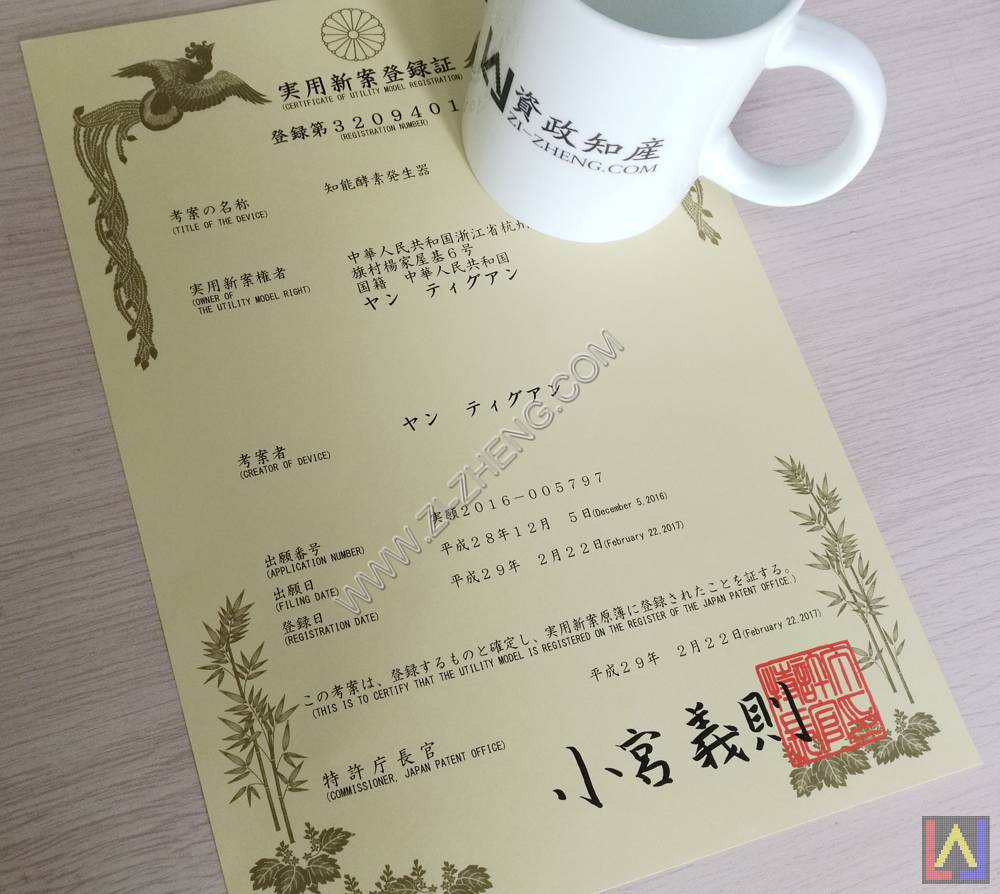 実用新案登録証
(CERTIFICATE OF UTILITY MODEL REGISTRATION)
登録第3209401
(REGISTRATION NUMBER)
考案の名称
(TITLE OF THE DEVICE)
知能酵素発生器
実用新案権者
(OWNER OF
THE UTILITY MODEL RIGHT)
中華人民共和国浙江省杭州
旗村楊家屋基6号
国籍 中華人民共和国
ヤン ティグアン
考案者
(CREATOR OF DEVICE)
ヤン ティグアン
出願番号
(APPLICATION NUMBER)
実願2016-005797
出願日
(FILING DATE)
平成28年12月 5日(December 5,2016)
登録日
(REGISTRATION DATE)
平成29年 2月22日(February 22,2017)
この考案は、登録するものと確定し、実用新案原簿に登録されたことを証する。
(THIS IS TO CERTIFY THAT THE UTILITY MODEL IS REGISTERED ON THE REGISTER OF THE JAPAN PATENT OFFICE.)
平成29年 2月22日(February 22,2017)
特許庁長官
(COMMISSIONER, JAPAN PATENT OFFICE)
小宮義則
資政知産
ZI-ZHENG.COM
WWW.ZI-ZHENG.COM